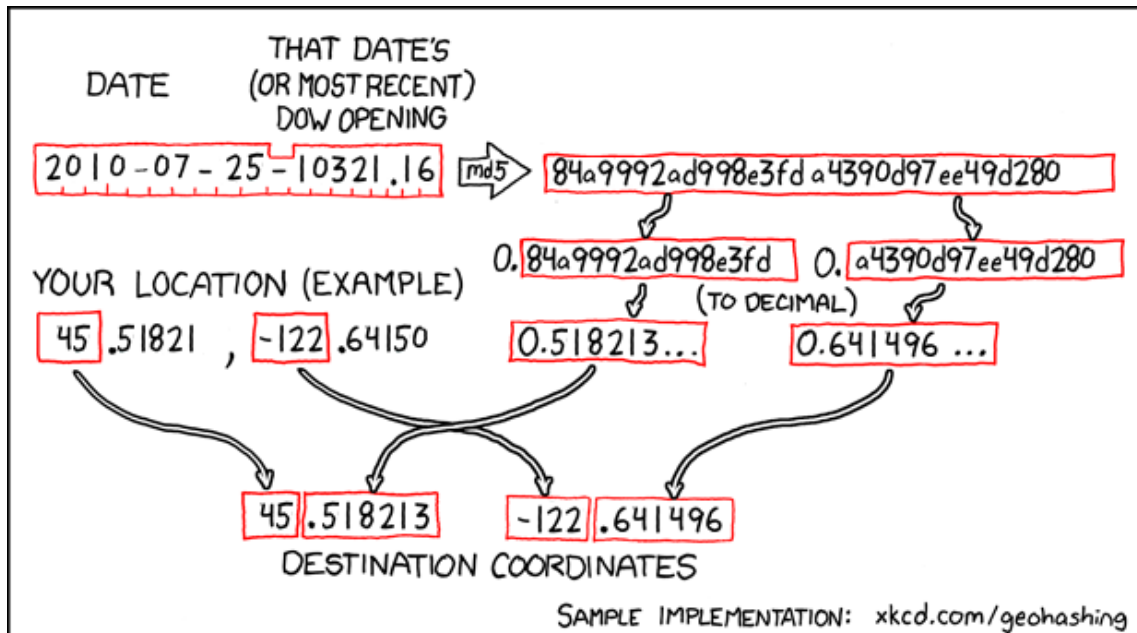 DATE
THAT DATE'S
(OR MOST RECENT)
DOW OPENING
2010-07-25-10321.16
md5
84a9992ad998e3fda4390d97ee49d280
0.84a9992ad998e3fd
0.a4390d97ee49d280
(TO DECIMAL)
YOUR LOCATION (EXAMPLE)
45.51821, -122.64150
0.518213...
0.641496...
45.518213
-122.641496
DESTINATION COORDINATES
SAMPLE IMPLEMENTATION: xkcd.com/geohashing